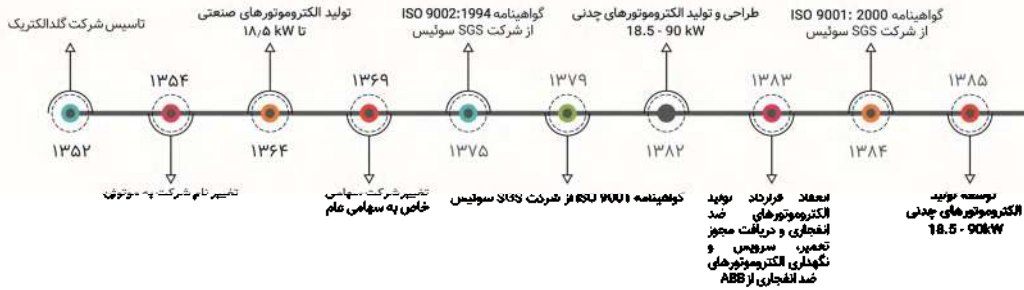 تاسیس شرکت گلدالکتریک
تولید الکتروموتورهای صنعتی
تا ۱۸٫۵ kW
گواهینامه ISO 9002:1994
از شرکت SGS سوئیس
طراحی و تولید الکتروموتورهای چدنی
18.5 - 90 kW
گواهینامه ISO 9001: 2000
از شرکت SGS سوئیس
۱۳۵۲
۱۳۵۴
۱۳۶۴
۱۳۶۹
۱۳۷۵
۱۳۷۹
۱۳۸۲
۱۳۸۳
۱۳۸۴
۱۳۸۵
تغییر نام شرکت به موتوژن
تغییر شرکت سهامی
خاص به سهامی عام
گواهینامه ISO 9001 از شرکت SGS سوئیس
انعقاد قرارداد تولید
الکتروموتورهای ضد
انفجاری و دریافت مجوز
تعمیر، سرویس و
نگهداری الکتروموتورهای
ضد انفجاری از ABB
توسعه تولید
الکتروموتورهای چدنی
18.5 - 90kW